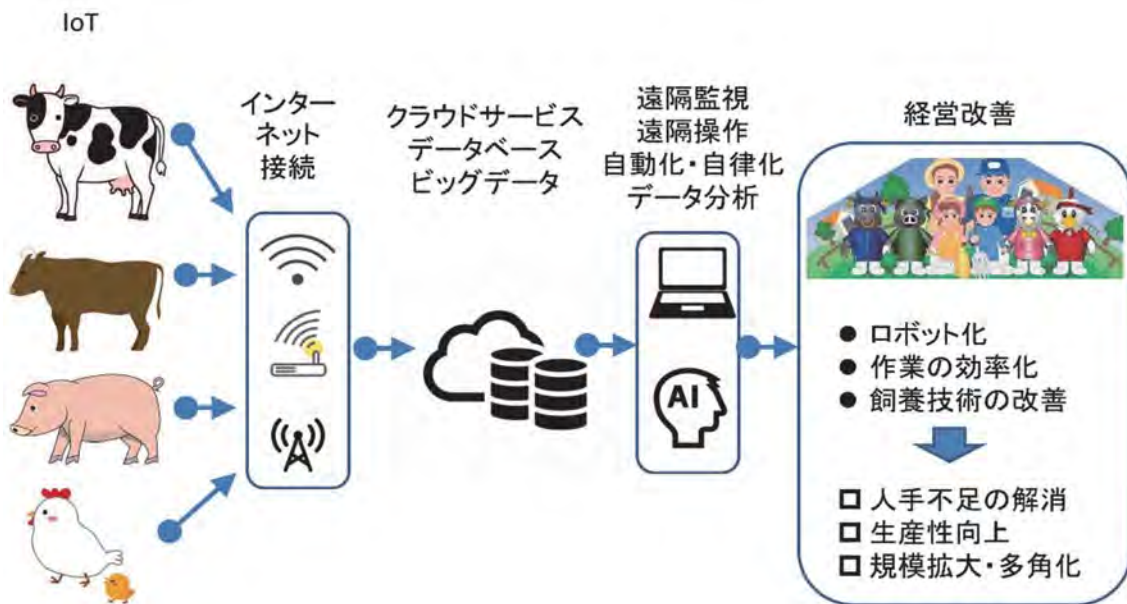 IoT
インター
ネット
接続
クラウドサービス
データベース
ビッグデータ
遠隔監視
遠隔操作
自動化・自律化
データ分析
AI
経営改善
● ロボット化
● 作業の効率化
● 飼養技術の改善
□ 人手不足の解消
□ 生産性向上
□ 規模拡大・多角化